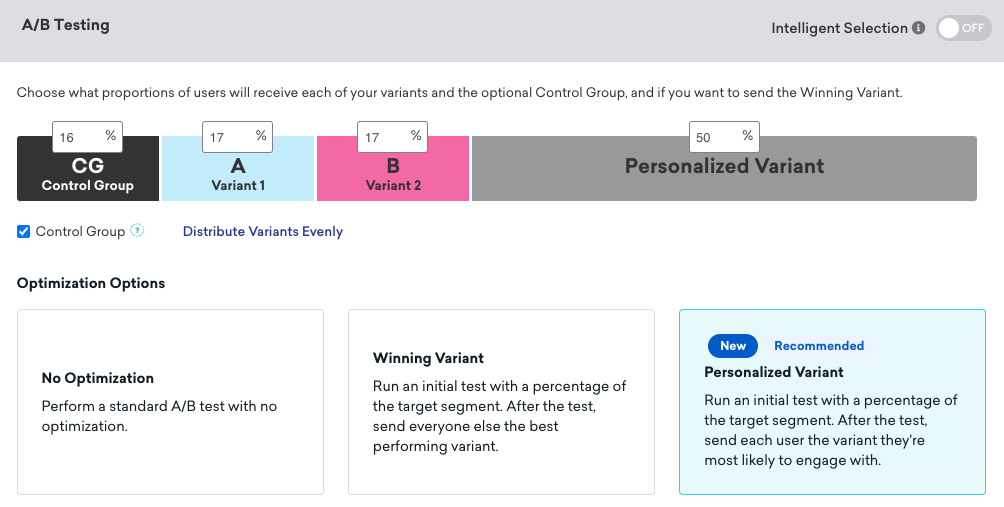 A/B Testing
Intelligent Selection i OFF
Choose what proportions of users will receive each of your variants and the optional Control Group, and if you want to send the Winning Variant.
16 % 17 % 17 % 50 %
CG A B Personalized Variant
Control Group Variant 1 Variant 2
Control Group ? Distribute Variants Evenly
Optimization Options
No Optimization
Perform a standard A/B test with no
optimization.
Winning Variant
Run an initial test with a percentage of
the target segment. After the test,
send everyone else the best
performing variant.
New Recommended
Personalized Variant
Run an initial test with a percentage of
the target segment. After the test,
send each user the variant they're
most likely to engage with.